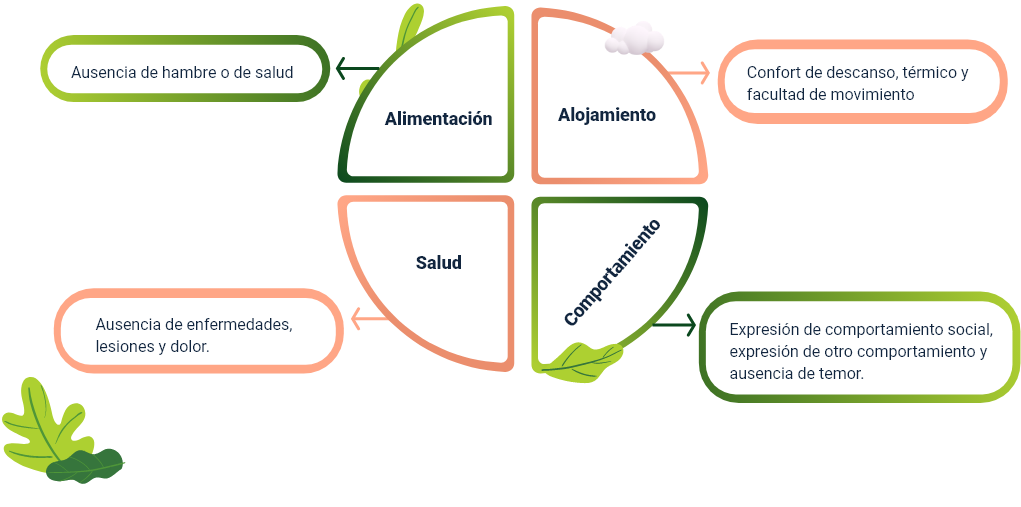 Ausencia de hambre o de salud
Alimentación
Alojamiento
Confort de descanso, térmico y
facultad de movimiento
Salud
Ausencia de enfermedades,
lesiones y dolor.
Comportamiento
Expresión de comportamiento social,
expresión de otro comportamiento y
ausencia de temor.